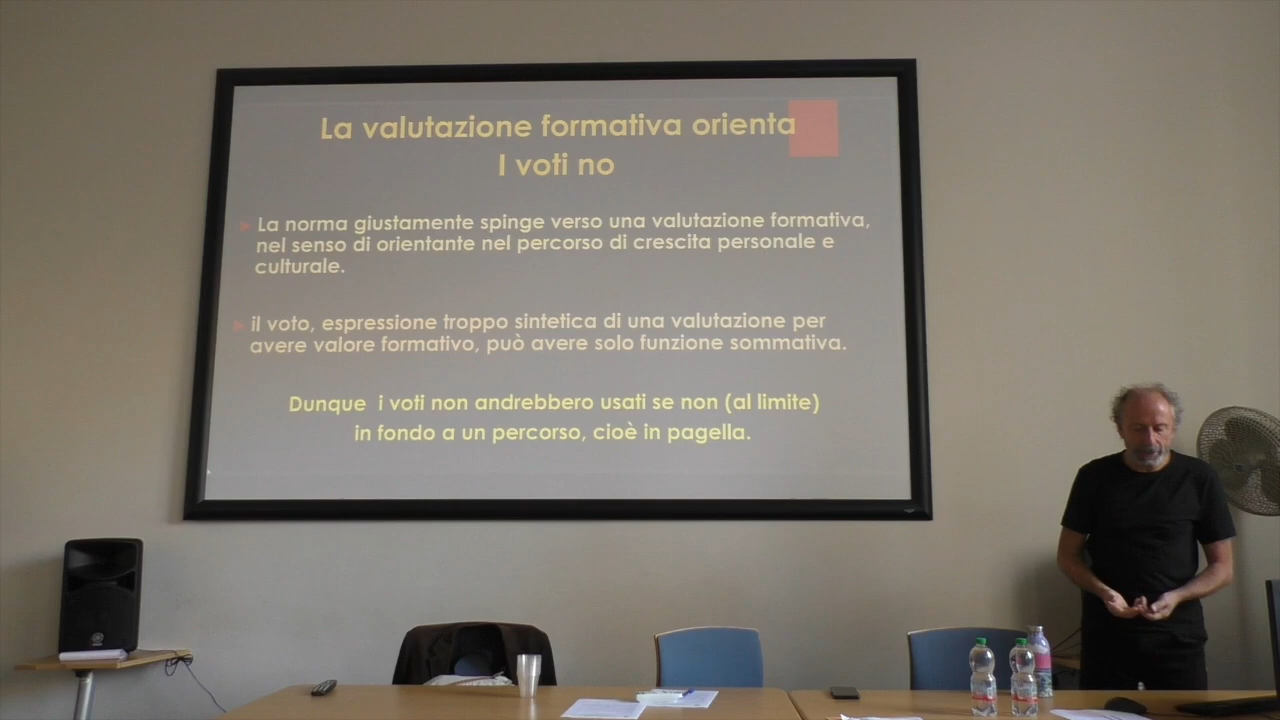 La valutazione formativa orienta
I voti no
La norma giustamente spinge verso una valutazione formativa,
nel senso di orientante nel percorso di crescita personale e
culturale.
il voto, espressione troppo sintetica di una valutazione per
avere valore formativo, può avere solo funzione sommativa.
Dunque i voti non andrebbero usati se non (al limite)
in fondo a un percorso, cioè in pagella.